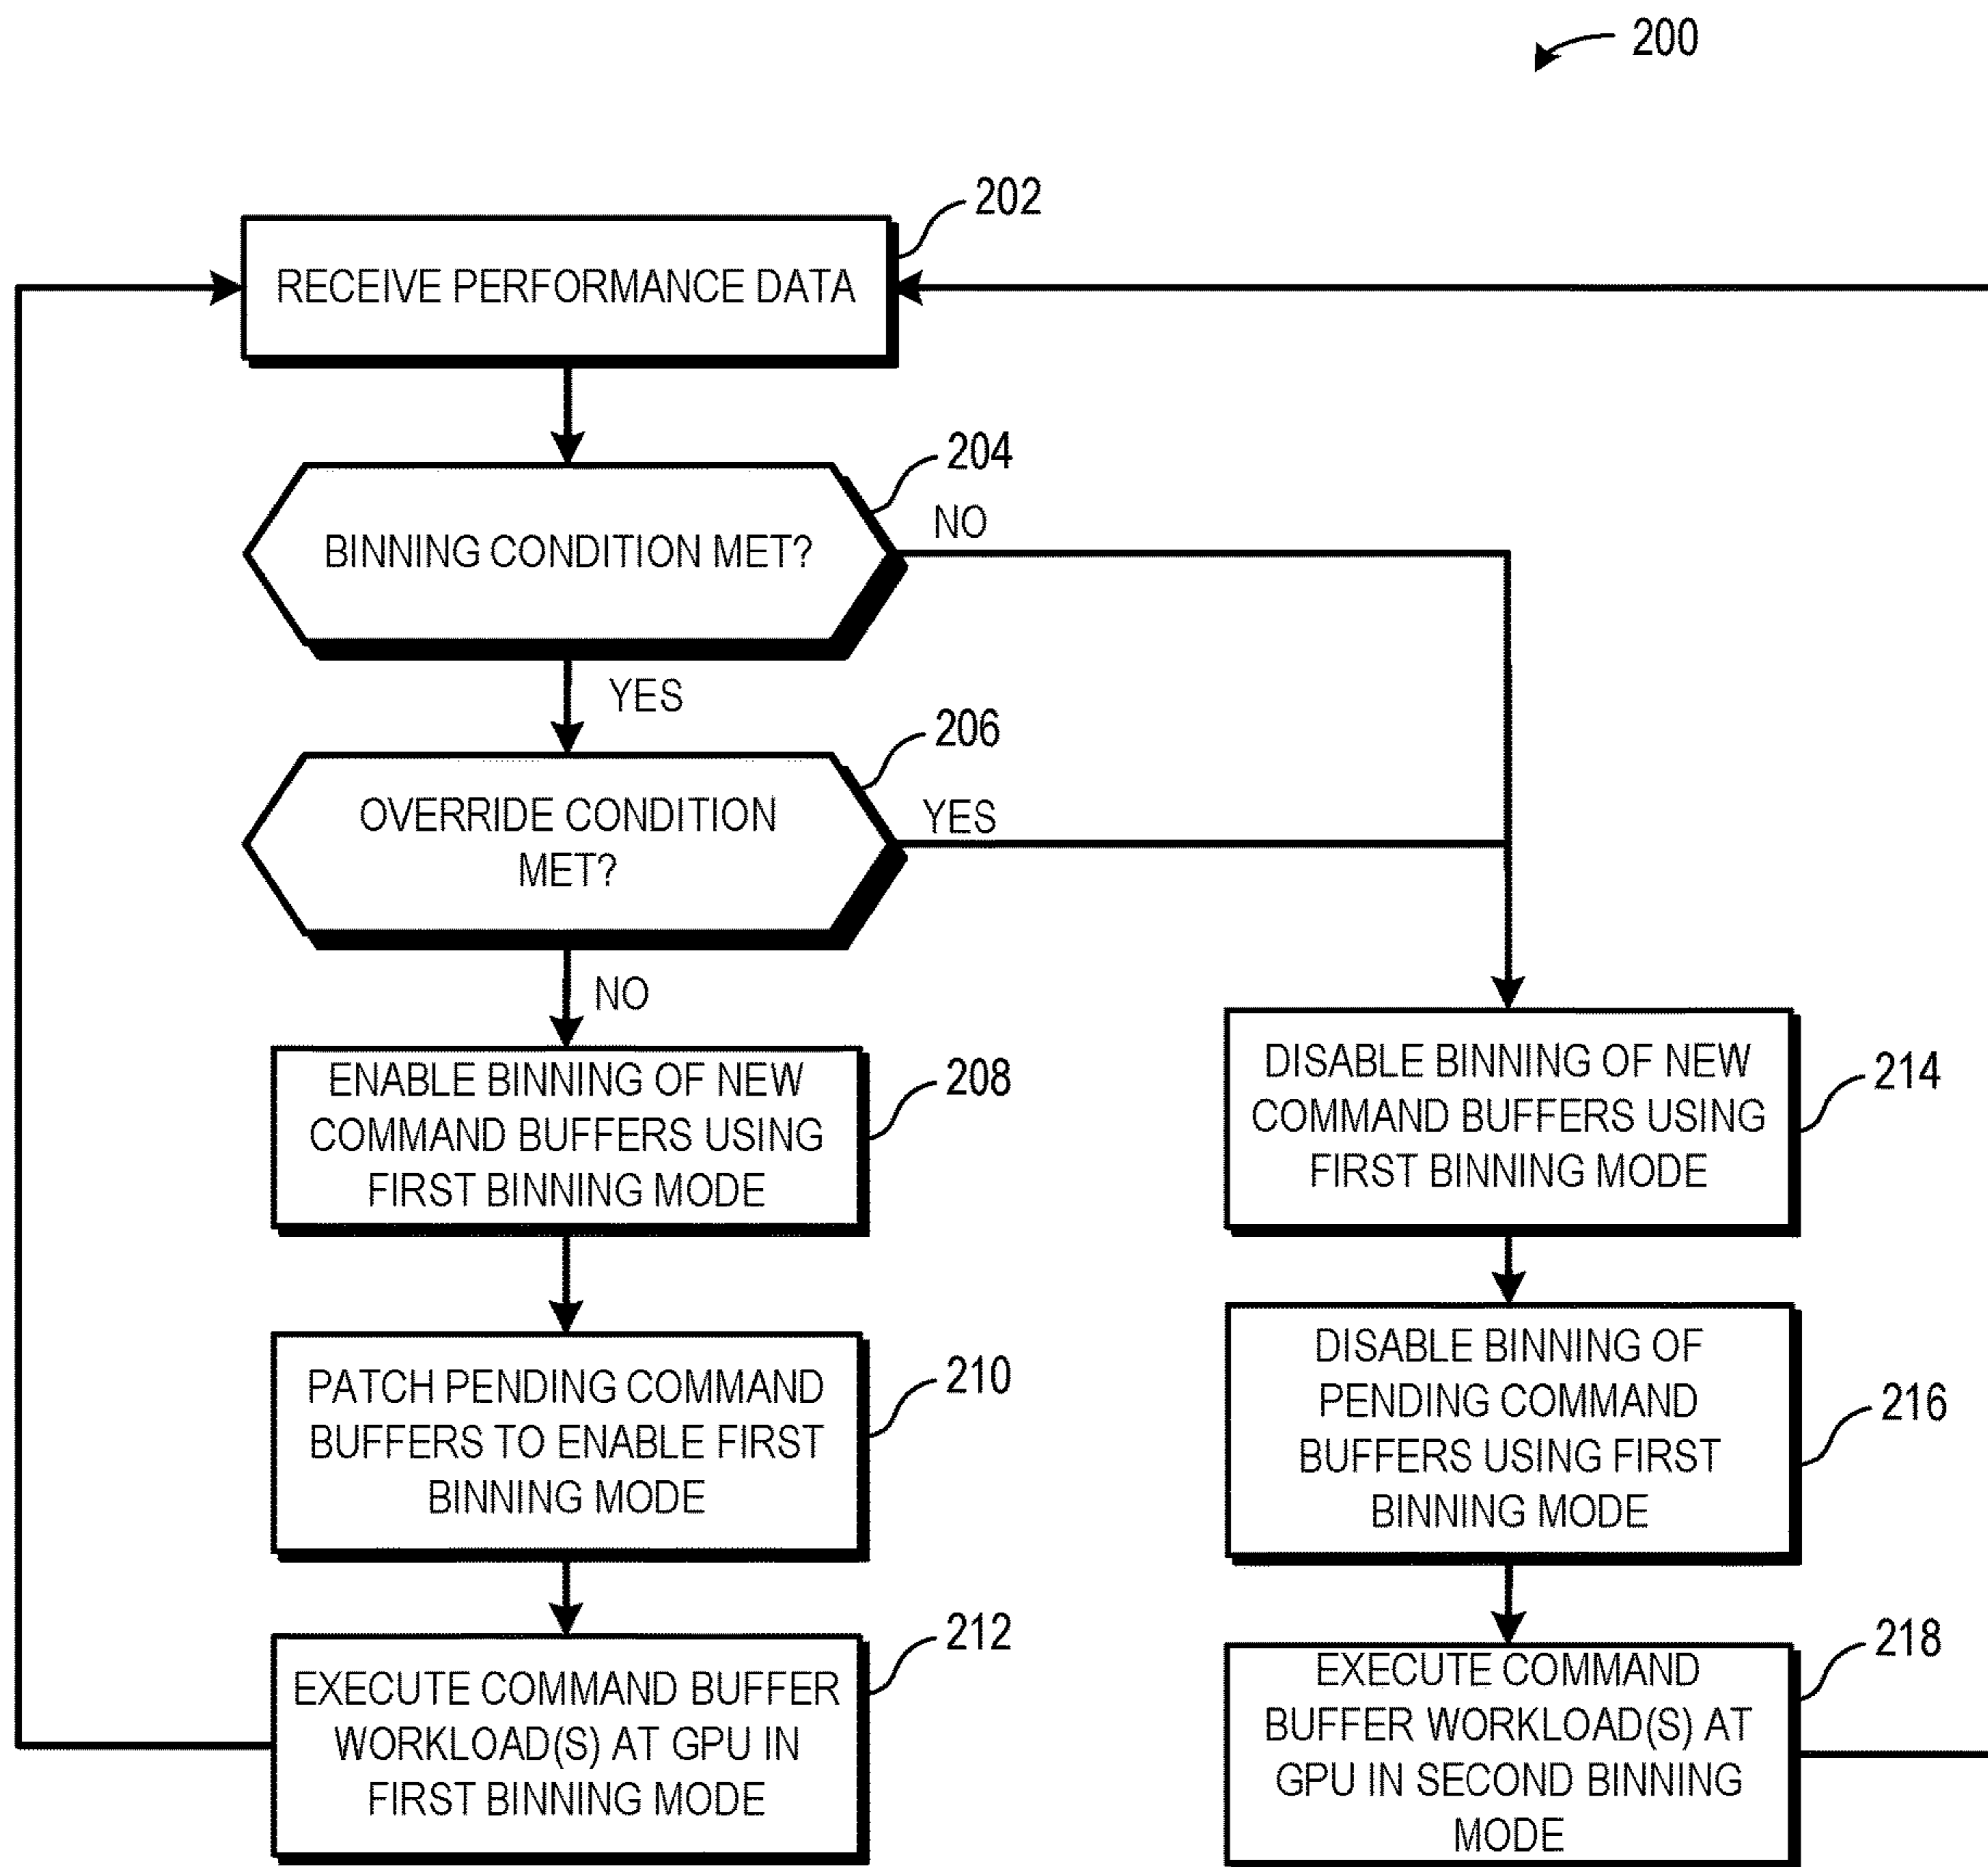 200
202
RECEIVE PERFORMANCE DATA
204
BINNING CONDITION MET?
NO
YES
206
OVERRIDE CONDITION
MET?
YES
NO
208
ENABLE BINNING OF NEW
COMMAND BUFFERS USING
FIRST BINNING MODE
210
PATCH PENDING COMMAND
BUFFERS TO ENABLE FIRST
BINNING MODE
212
EXECUTE COMMAND BUFFER
WORKLOAD(S) AT GPU IN
FIRST BINNING MODE
214
DISABLE BINNING OF NEW
COMMAND BUFFERS USING
FIRST BINNING MODE
216
DISABLE BINNING OF
PENDING COMMAND
BUFFERS USING FIRST
BINNING MODE
218
EXECUTE COMMAND
BUFFER WORKLOAD(S) AT
GPU IN SECOND BINNING
MODE